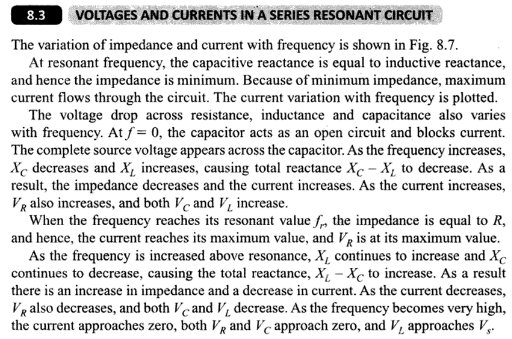 8.3 VOLTAGES AND CURRENTS IN A SERIES RESONANT CIRCUIT
The variation of impedance and current with frequency is shown in Fig. 8.7.
At resonant frequency, the capacitive reactance is equal to inductive reactance,
and hence the impedance is minimum. Because of minimum impedance, maximum
current flows through the circuit. The current variation with frequency is plotted.
The voltage drop across resistance, inductance and capacitance also varies
with frequency. At f = 0, the capacitor acts as an open circuit and blocks current.
The complete source voltage appears across the capacitor. As the frequency increases,
X_C decreases and X_L increases, causing total reactance X_C – X_L to decrease. As a
result, the impedance decreases and the current increases. As the current increases,
V_R also increases, and both V_C and V_L increase.
When the frequency reaches its resonant value f_r, the impedance is equal to R,
and hence, the current reaches its maximum value, and V_R is at its maximum value.
As the frequency is increased above resonance, X_L continues to increase and X_C
continues to decrease, causing the total reactance, X_L – X_C to increase. As a result
there is an increase in impedance and a decrease in current. As the current decreases,
V_R also decreases, and both V_C and V_L decrease. As the frequency becomes very high,
the current approaches zero, both V_R and V_C approach zero, and V_L approaches V_s.